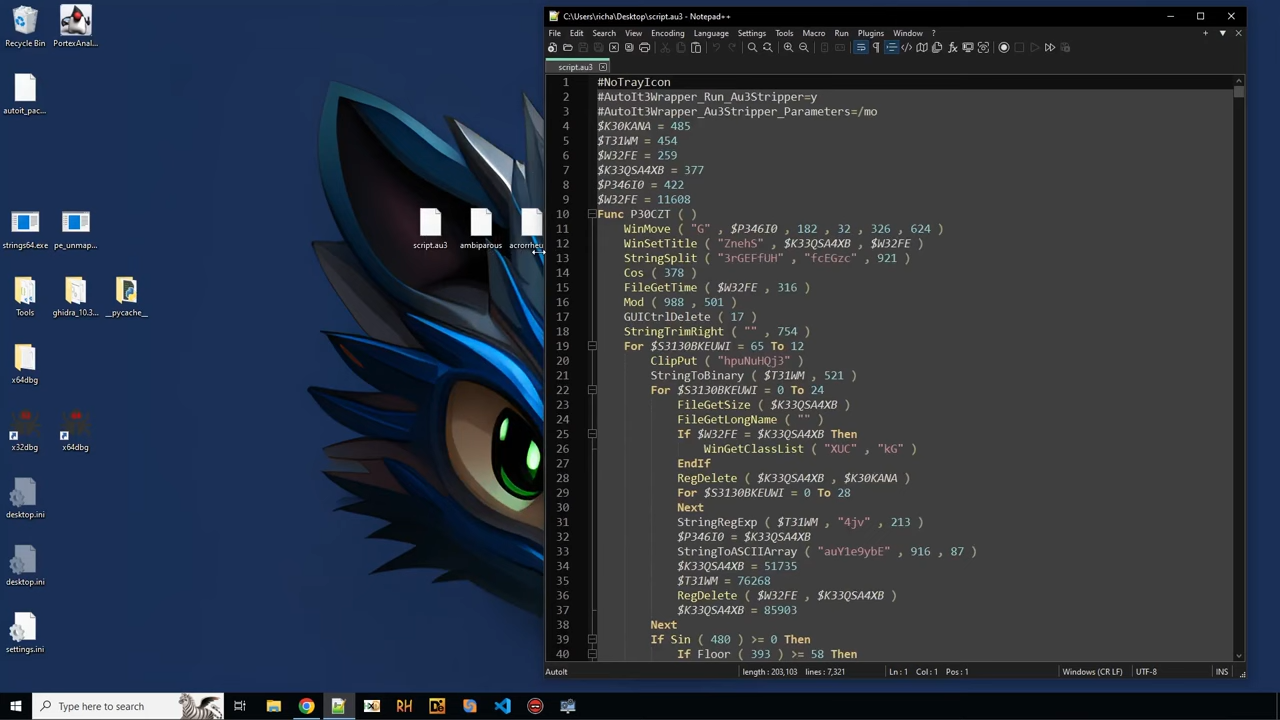 Recycle Bin
PortexAnal...
autoit_pac...
strings64.exe
pe_unmap...
Tools
ghidra_10.3...
__pycache__
x64dbg
x32dbg
x64dbg
desktop.ini
desktop.ini
settings.ini
script.au3
ambiparous
acrorrheu
C:\Users\richa\Desktop\script.au3 - Notepad++
File Edit Search View Encoding Language Settings Tools Macro Run Plugins Window ?
script.au3
1 #NoTrayIcon
2 #AutoIt3Wrapper_Run_Au3Stripper=y
3 #AutoIt3Wrapper_Au3Stripper_Parameters=/mo
4 $K30KANA = 485
5 $T31WM = 454
6 $W32FE = 259
7 $K33QSA4XB = 377
8 $P346I0 = 422
9 $W32FE = 11608
10 Func P30CZT ( )
11 WinMove ( "G" , $P346I0 , 182 , 32 , 326 , 624 )
12 WinSetTitle ( "ZnehS" , $K33QSA4XB , $W32FE )
13 StringSplit ( "3rGEFfUH" , "fcEGzc" , 921 )
14 Cos ( 378 )
15 FileGetTime ( $W32FE , 316 )
16 Mod ( 988 , 501 )
17 GUICtrlDelete ( 17 )
18 StringTrimRight ( "" , 754 )
19 For $S3130BKEUWI = 65 To 12
20 ClipPut ( "hpuNuHQj3" )
21 StringToBinary ( $T31WM , 521 )
22 For $S3130BKEUWI = 0 To 24
23 FileGetSize ( $K33QSA4XB )
24 FileGetLongName ( "" )
25 If $W32FE = $K33QSA4XB Then
26 WinGetClassList ( "XUC" , "kG" )
27 EndIf
28 RegDelete ( $K33QSA4XB , $K30KANA )
29 For $S3130BKEUWI = 0 To 28
30 Next
31 StringRegExp ( $T31WM , "4jv" , 213 )
32 $P346I0 = $K33QSA4XB
33 StringToASCIIArray ( "auY1e9ybE" , 916 , 87 )
34 $K33QSA4XB = 51735
35 $T31WM = 76268
36 RegDelete ( $W32FE , $K33QSA4XB )
37 $K33QSA4XB = 85903
38 Next
39 If Sin ( 480 ) >= 0 Then
40 If Floor ( 393 ) >= 58 Then
AutoIt length : 203,103 lines : 7,321 Ln : 1 Col : 1 Pos : 1 Windows (CR LF) UTF-8 INS
Type here to search